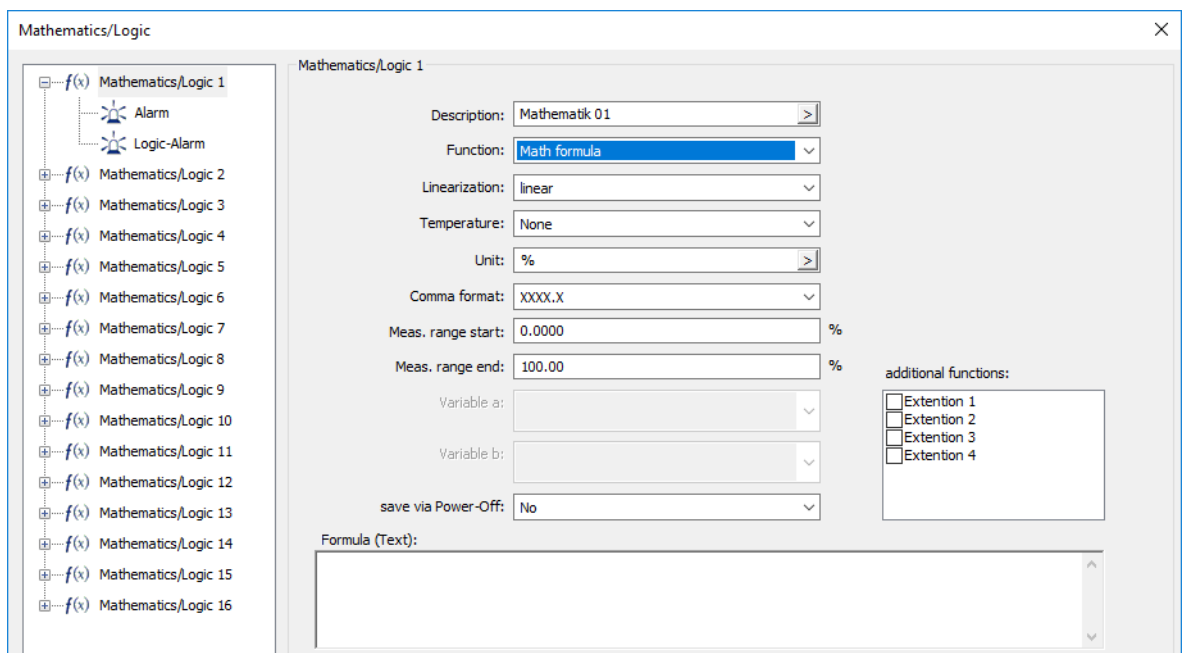 Mathematics/Logic
f(x) Mathematics/Logic 1
Alarm
Logic-Alarm
f(x) Mathematics/Logic 2
f(x) Mathematics/Logic 3
f(x) Mathematics/Logic 4
f(x) Mathematics/Logic 5
f(x) Mathematics/Logic 6
f(x) Mathematics/Logic 7
f(x) Mathematics/Logic 8
f(x) Mathematics/Logic 9
f(x) Mathematics/Logic 10
f(x) Mathematics/Logic 11
f(x) Mathematics/Logic 12
f(x) Mathematics/Logic 13
f(x) Mathematics/Logic 14
f(x) Mathematics/Logic 15
f(x) Mathematics/Logic 16
Mathematics/Logic 1
Description: Mathematik 01 >
Function: Math formula
Linearization: linear
Temperature: None
Unit: % >
Comma format: XXXX.X
Meas. range start: 0.0000 %
Meas. range end: 100.00 %
Variable a:
Variable b:
save via Power-Off: No
additional functions:
Extention 1
Extention 2
Extention 3
Extention 4
Formula (Text):